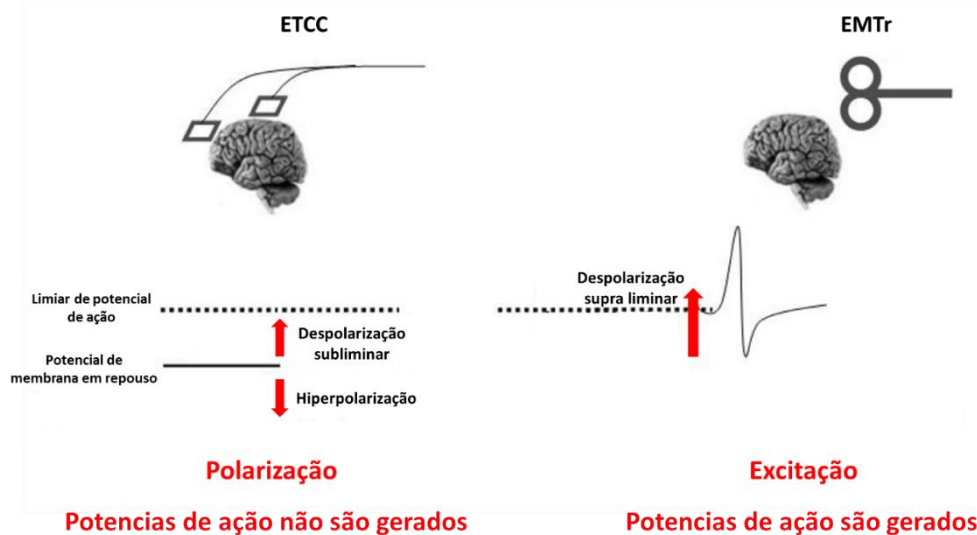 ETCC
EMTr
Limiar de potencial
de ação
Despolarização
subliminar
Potencial de
membrana em repouso
Hiperpolarização
Despolarização
supra liminar
Polarização
Excitação
Potencias de ação não são gerados
Potencias de ação são gerados